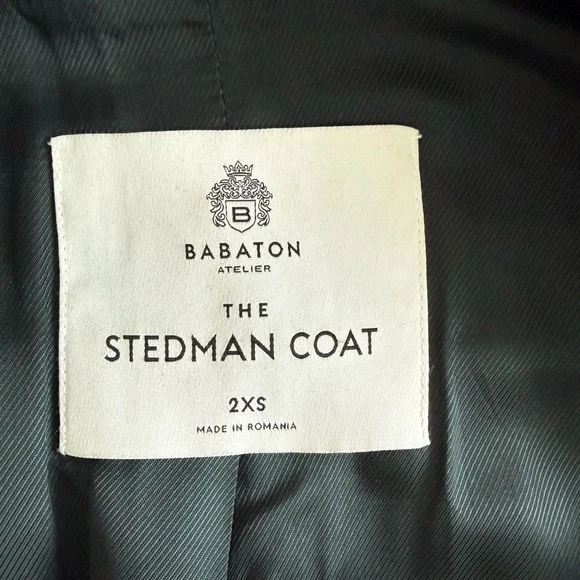 B
BABATON
ATELIER
THE
STEDMAN COAT
2XS
MADE IN ROMANIA